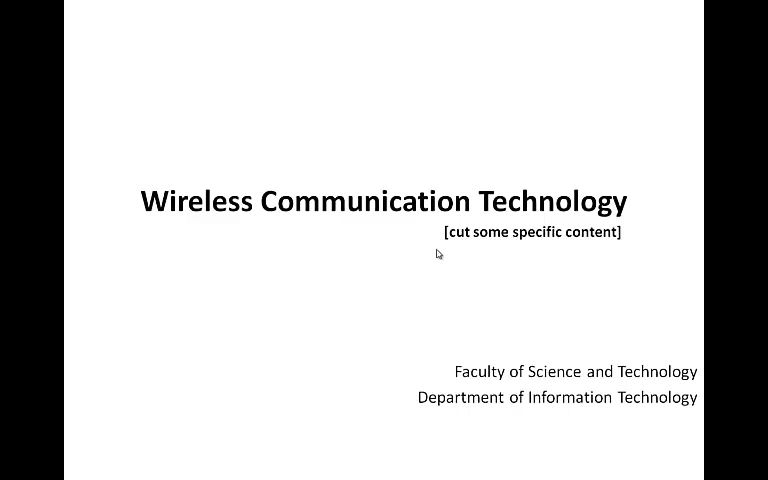 Wireless Communication Technology
[cut some specific content]
Faculty of Science and Technology
Department of Information Technology